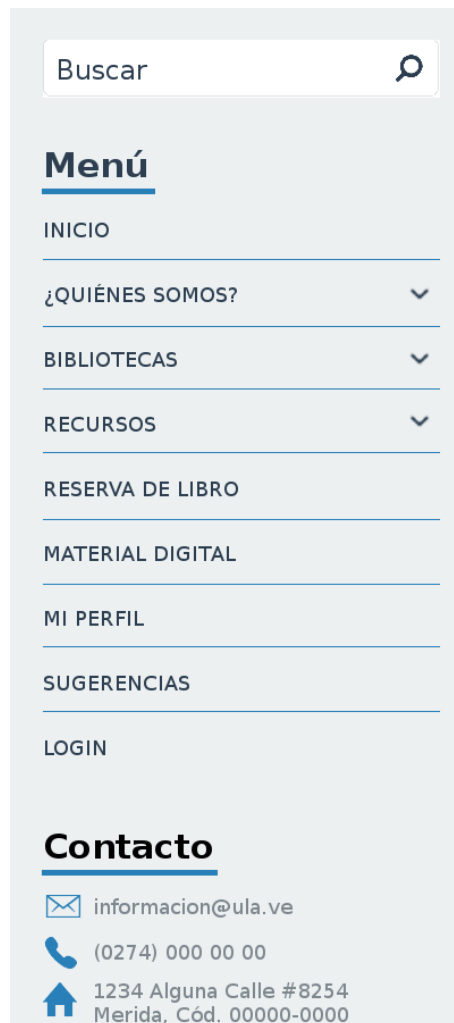 Buscar
Menú
INICIO
¿QUIÉNES SOMOS?
BIBLIOTECAS
RECURSOS
RESERVA DE LIBRO
MATERIAL DIGITAL
MI PERFIL
SUGERENCIAS
LOGIN
Contacto
informacion@ula.ve
(0274) 000 00 00
1234 Alguna Calle #8254
Merida, Cód. 00000-0000